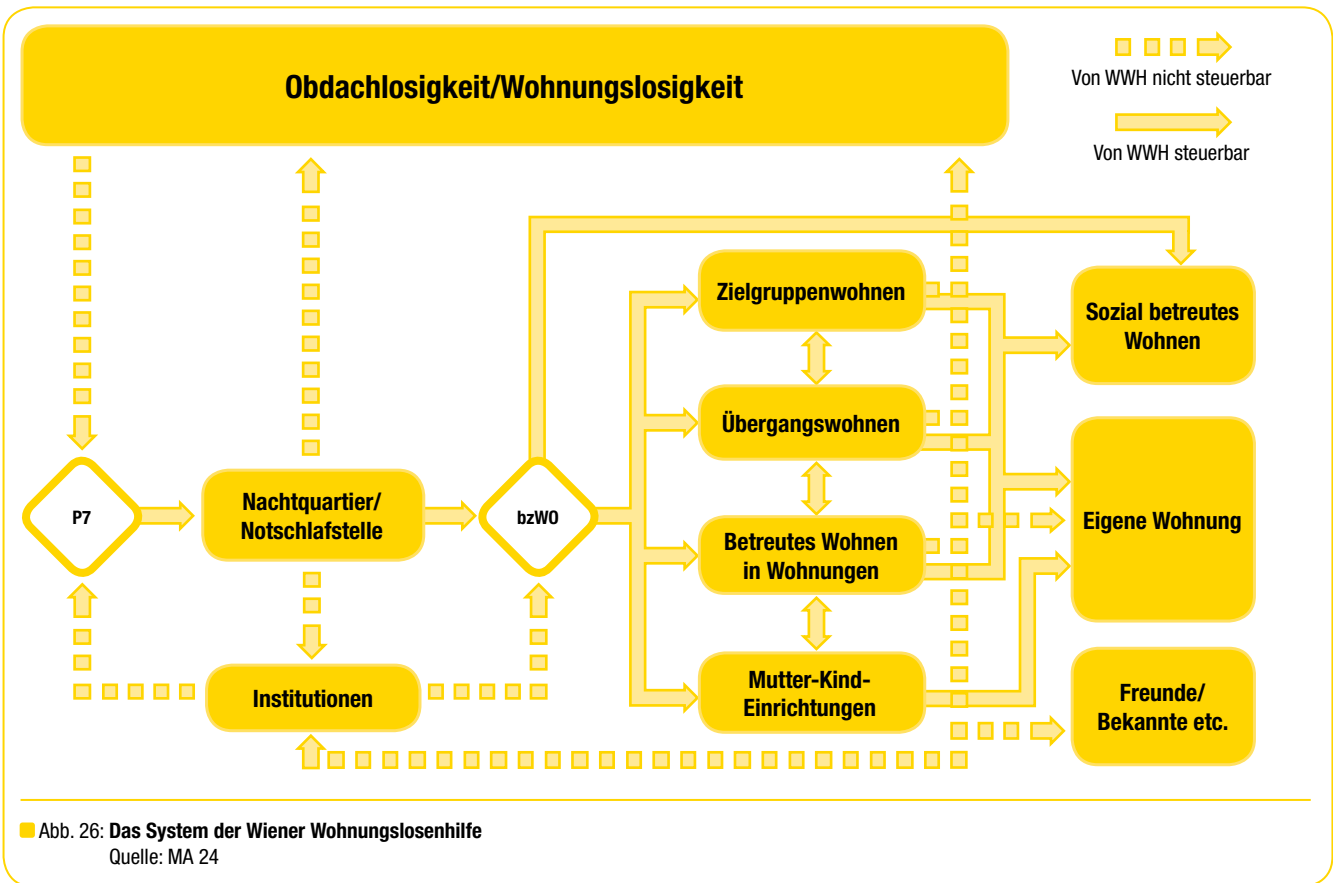 Obdachlosigkeit/Wohnungslosigkeit
Von WWH nicht steuerbar
Von WWH steuerbar
P7
Nachtquartier/
Notschlafstelle
Institutionen
bzWO
Zielgruppenwohnen
Übergangswohnen
Betreutes Wohnen
in Wohnungen
Mutter-Kind-
Einrichtungen
Sozial betreutes
Wohnen
Eigene Wohnung
Freunde/
Bekannte etc.
Abb. 26: Das System der Wiener Wohnungslosenhilfe
Quelle: MA 24